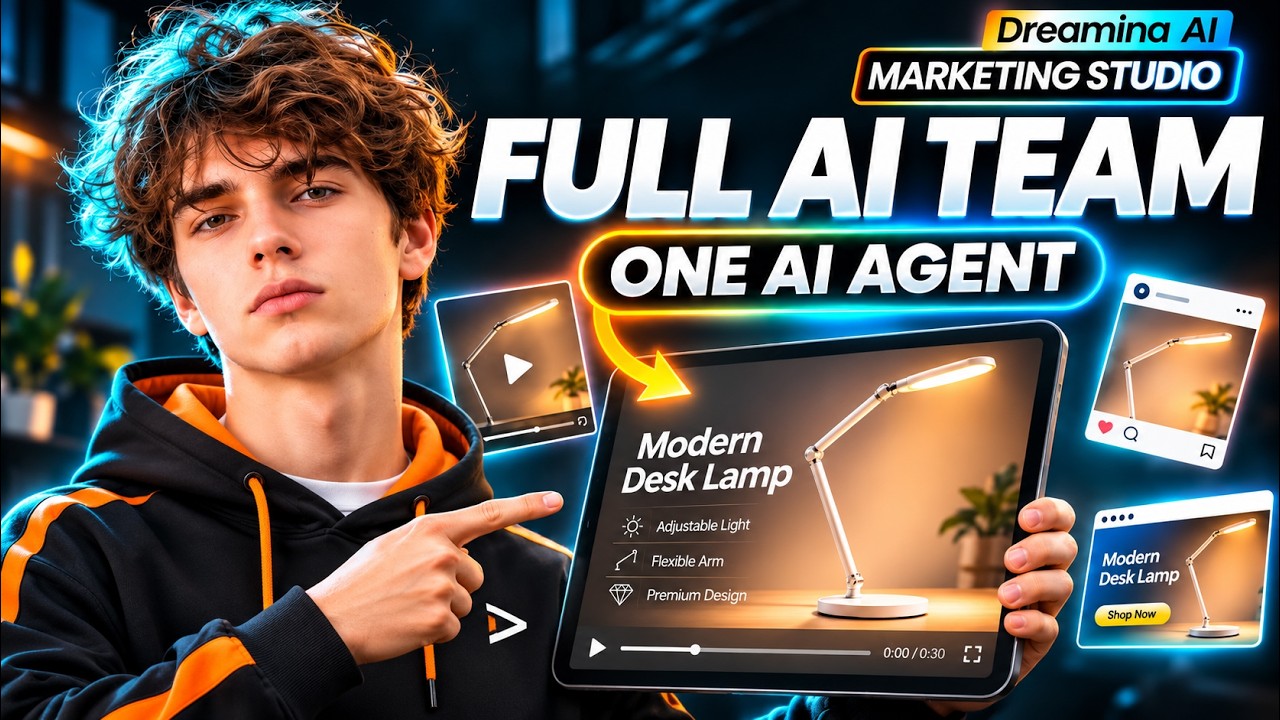 Dreamina AI
MARKETING STUDIO
FULL AI TEAM
ONE AI AGENT
Modern
Desk Lamp
Adjustable Light
Flexible Arm
Premium Design
0:00 / 0:30
Modern
Desk Lamp
Shop Now